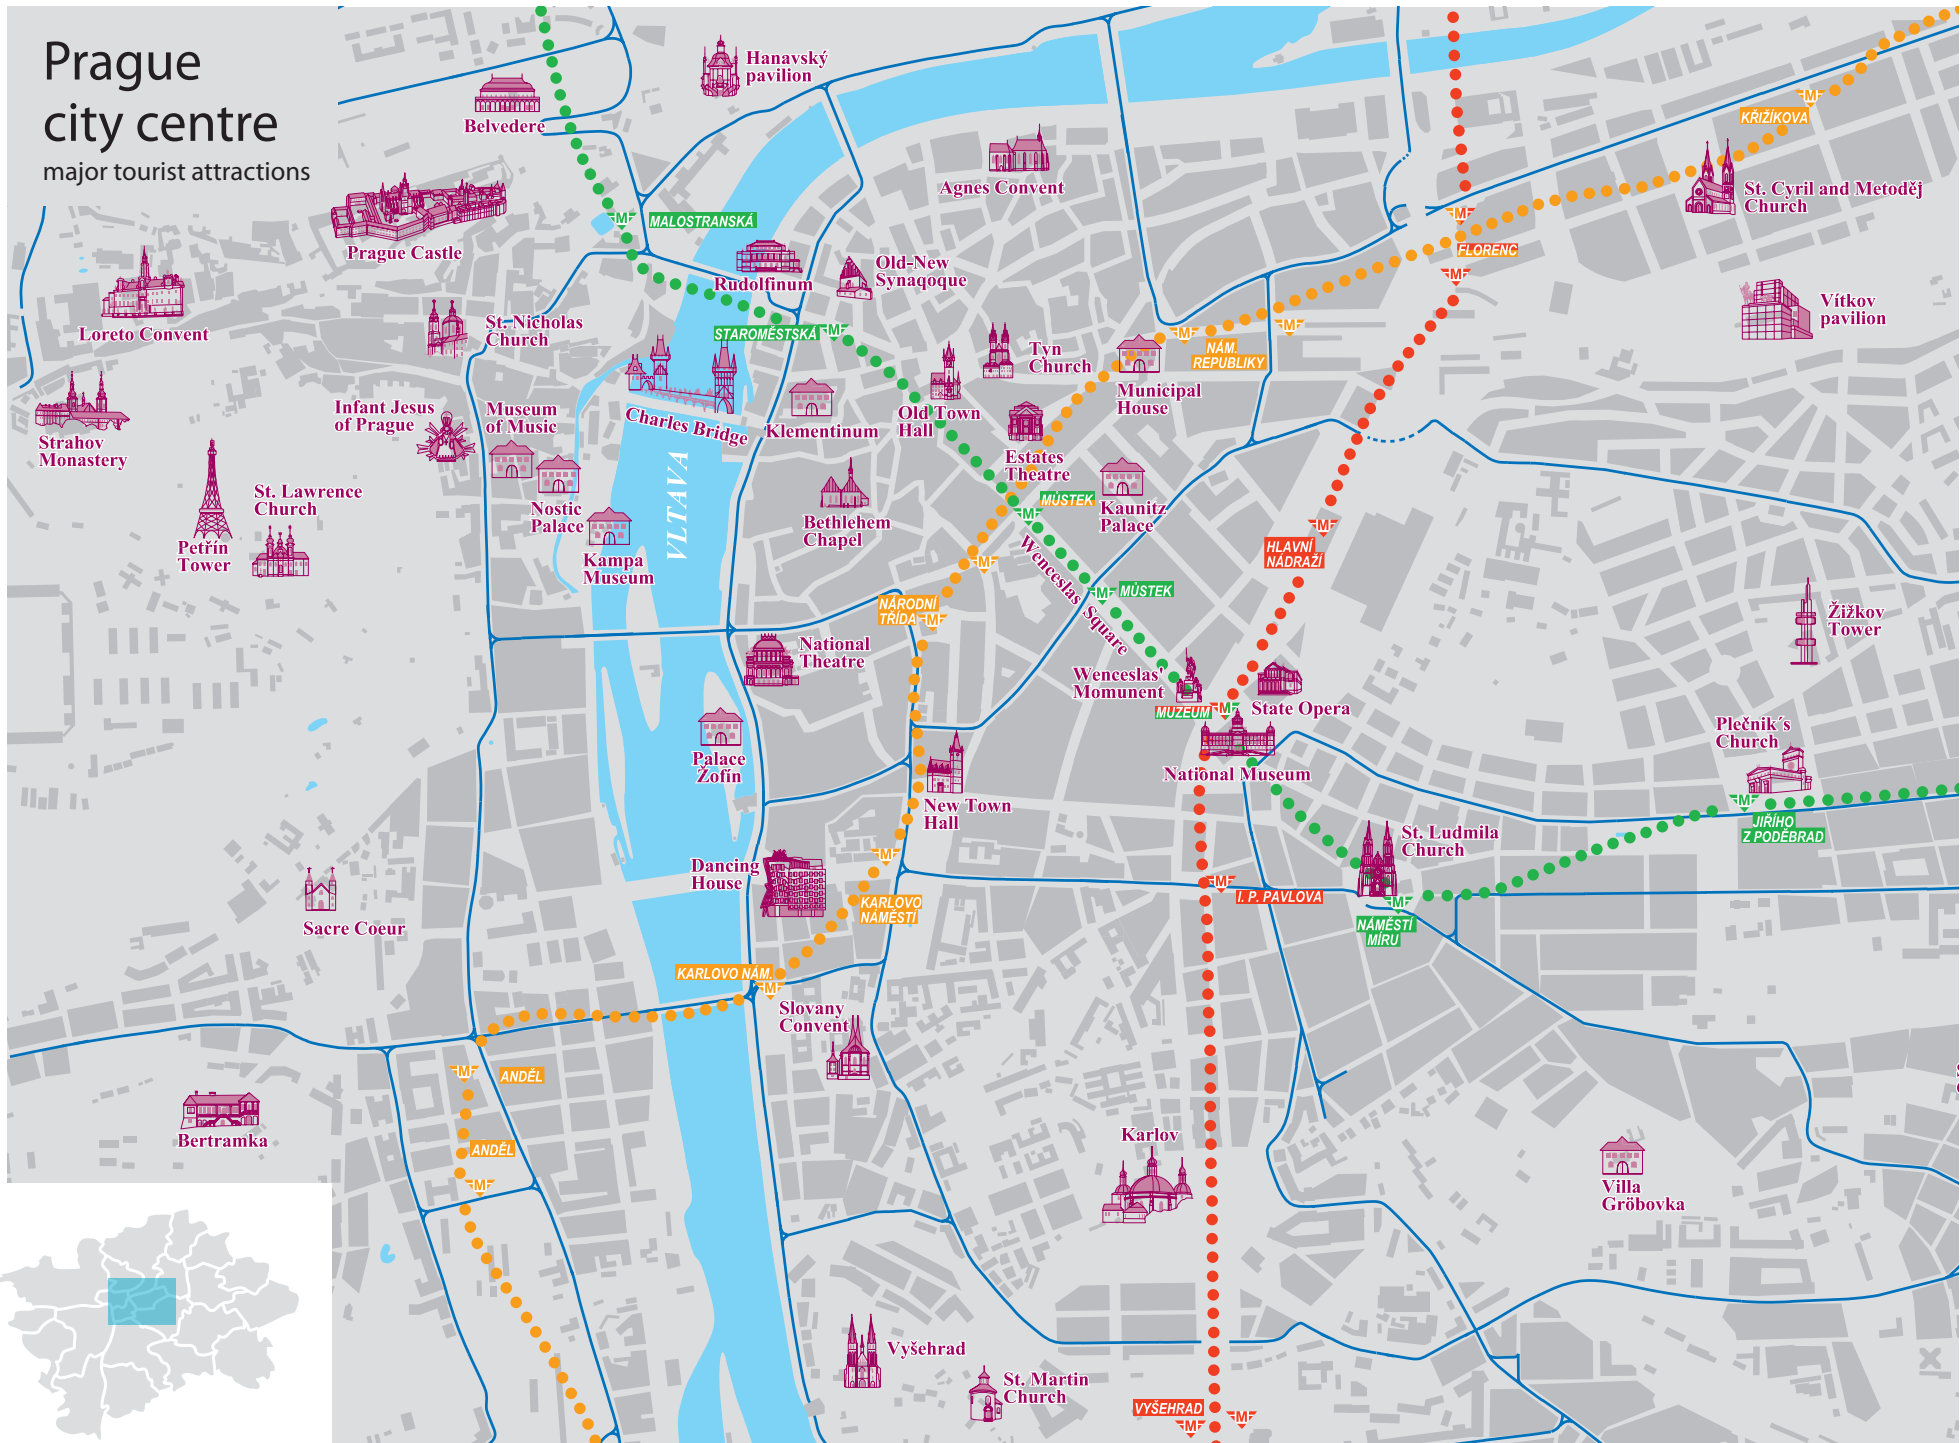 Prague
city centre
major tourist attractions
Hanavský
pavilion
Belvedere
KŘIŽÍKOVA
M
Agnes Convent
St. Cyril and Metoděj
Church
Prague Castle
M
MALOSTRANSKÁ
M
FLORENC
M
Rudolfinum
Old-New
Synaqoque
Loreto Convent
St. Nicholas
Church
STAROMĚSTSKÁ
M
Vítkov
pavilion
M
NÁM.
REPUBLIKY
M
Tyn
Church
Municipal
House
Strahov
Monastery
Infant Jesus
of Prague
Museum
of Music
Charles Bridge
Klementinum
Old Town
Hall
Estates
Theatre
St. Lawrence
Church
Nostic
Palace
VLTAVA
Bethlehem
Chapel
MŮSTEK
M
Kaunitz
Palace
Petřín
Tower
Kampa
Museum
M
Wenceslas Square
HLAVNÍ
NÁDRAŽÍ
M
NÁRODNÍ
TŘÍDA
M
M
MŮSTEK
Žižkov
Tower
National
Theatre
Wenceslas'
Momunent
MUZEUM
M
State Opera
Palace
Žofín
National Museum
Plečnik´s
Church
New Town
Hall
M
JIŘÍHO
Z PODĚBRAD
St. Ludmila
Church
Dancing
House
M
KARLOVO
NÁMĚSTÍ
M
I. P. PAVLOVA
M
NÁMĚSTÍ
MÍRU
Sacre Coeur
KARLOVO NÁM.
M
Slovany
Convent
M
ANDĚL
Bertramka
ANDĚL
M
Karlov
Villa
Gröbovka
Vyšehrad
St. Martin
Church
VYŠEHRAD
M
M